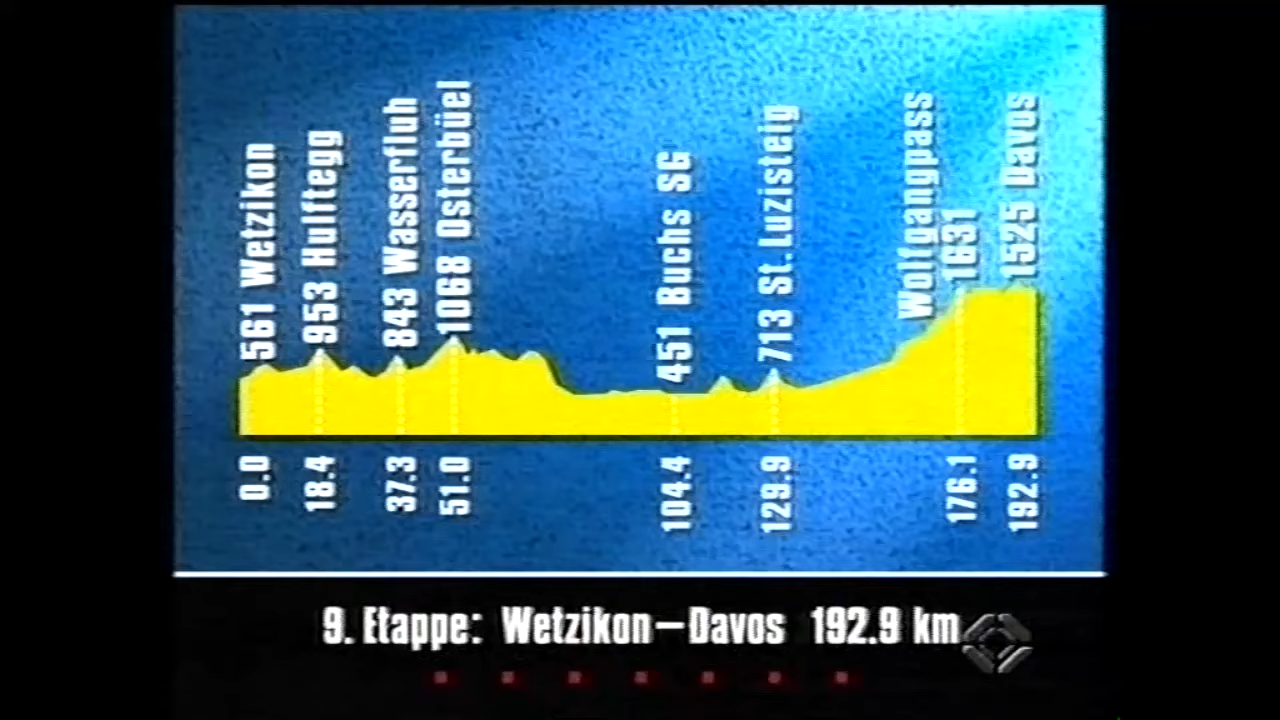 561 Wetzikon
953 Hulftegg
843 Wasserfluh
1068 Osterbüel
451 Buchs SG
713 St.Luzisteig
Wolfgangpass
1631
1525 Davos
0.0
18.4
37.3
51.0
104.4
129.9
176.1
192.9
9. Etappe: Wetzikon–Davos 192.9 km